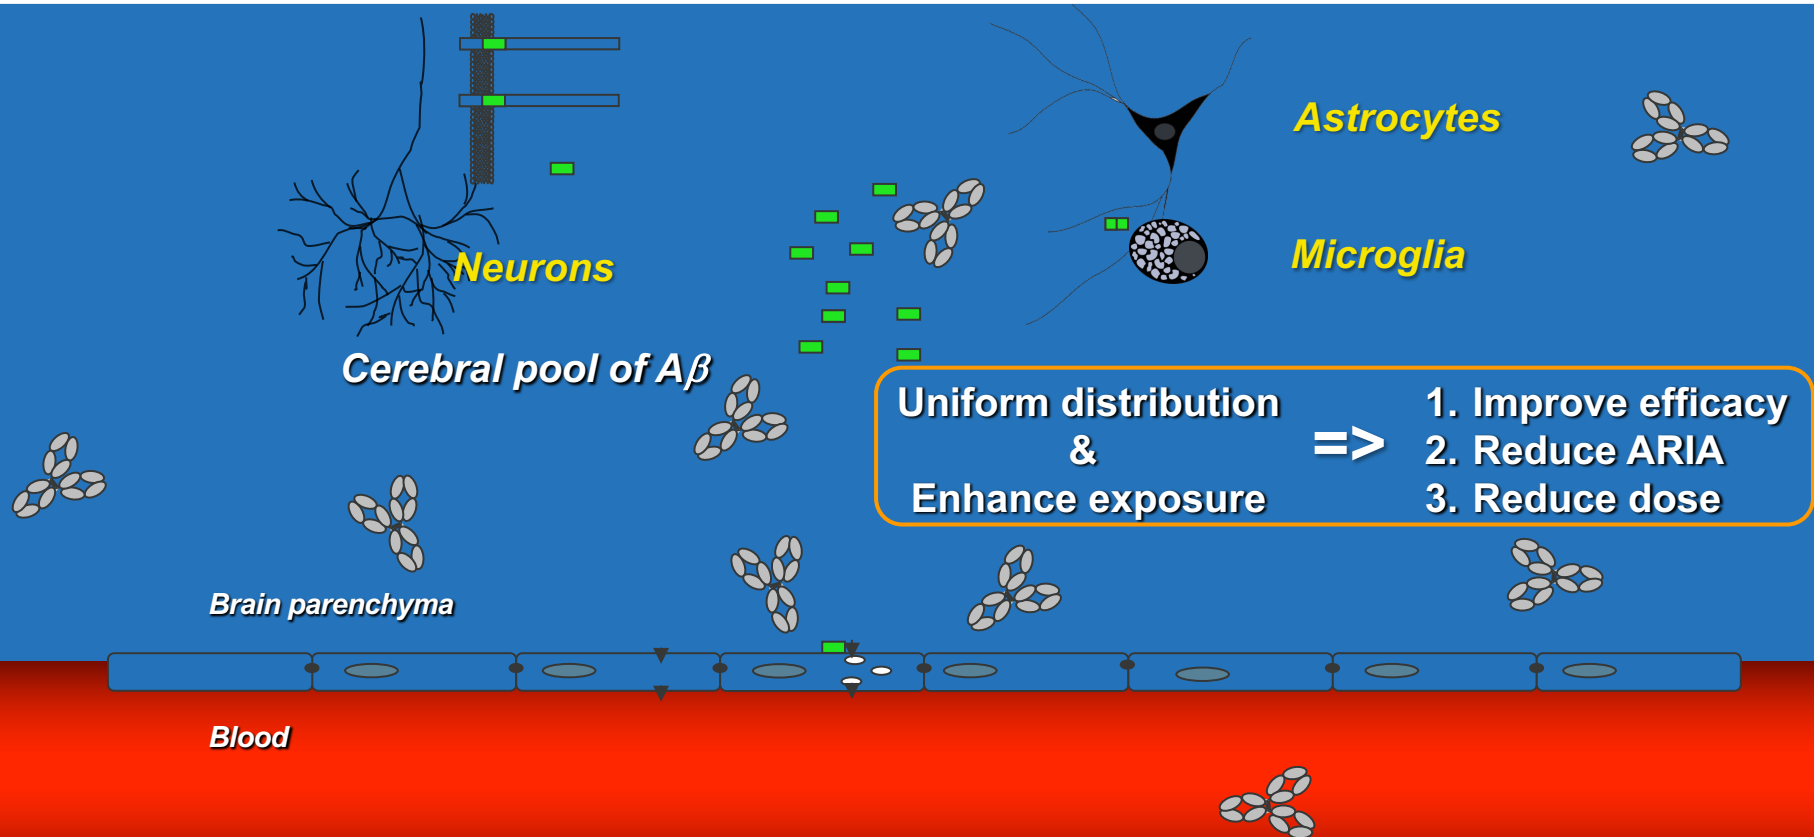 Astrocytes
Neurons
Microglia
Cerebral pool of Aβ
Uniform distribution
&
Enhance exposure
=>
1. Improve efficacy
2. Reduce ARIA
3. Reduce dose
Brain parenchyma
Blood